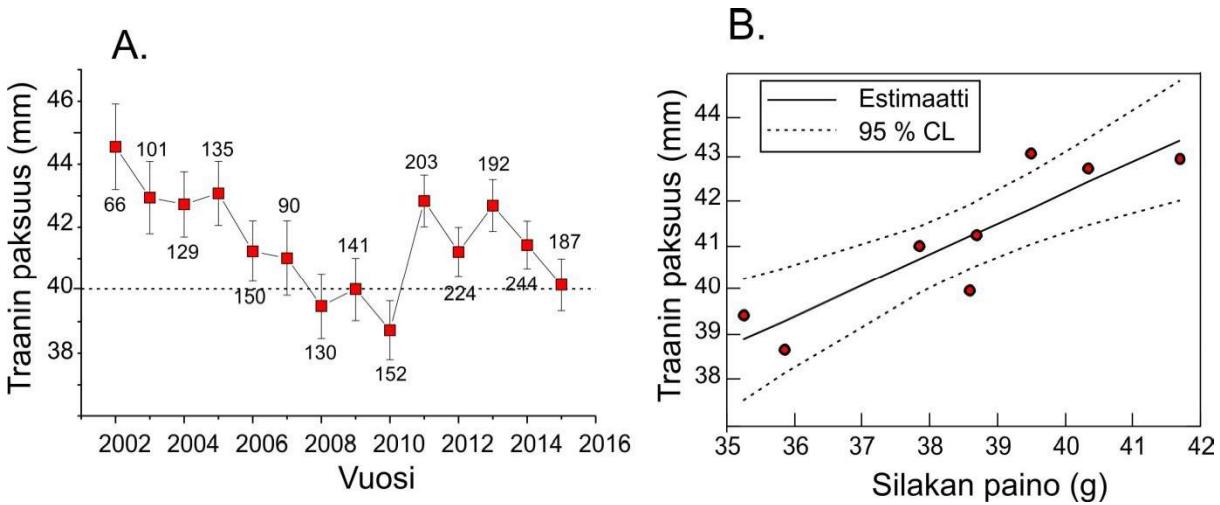 A.
Traanin paksuus (mm)
46
44
42
40
38
66
101
129
135
150
90
130
141
152
203
224
192
244
187
2002 2004 2006 2008 2010 2012 2014 2016
Vuosi
B.
Traanin paksuus (mm)
44
43
42
41
40
39
38
Estimaatti
95 % CL
35 36 38 39 40 41 42
Silakan paino (g)